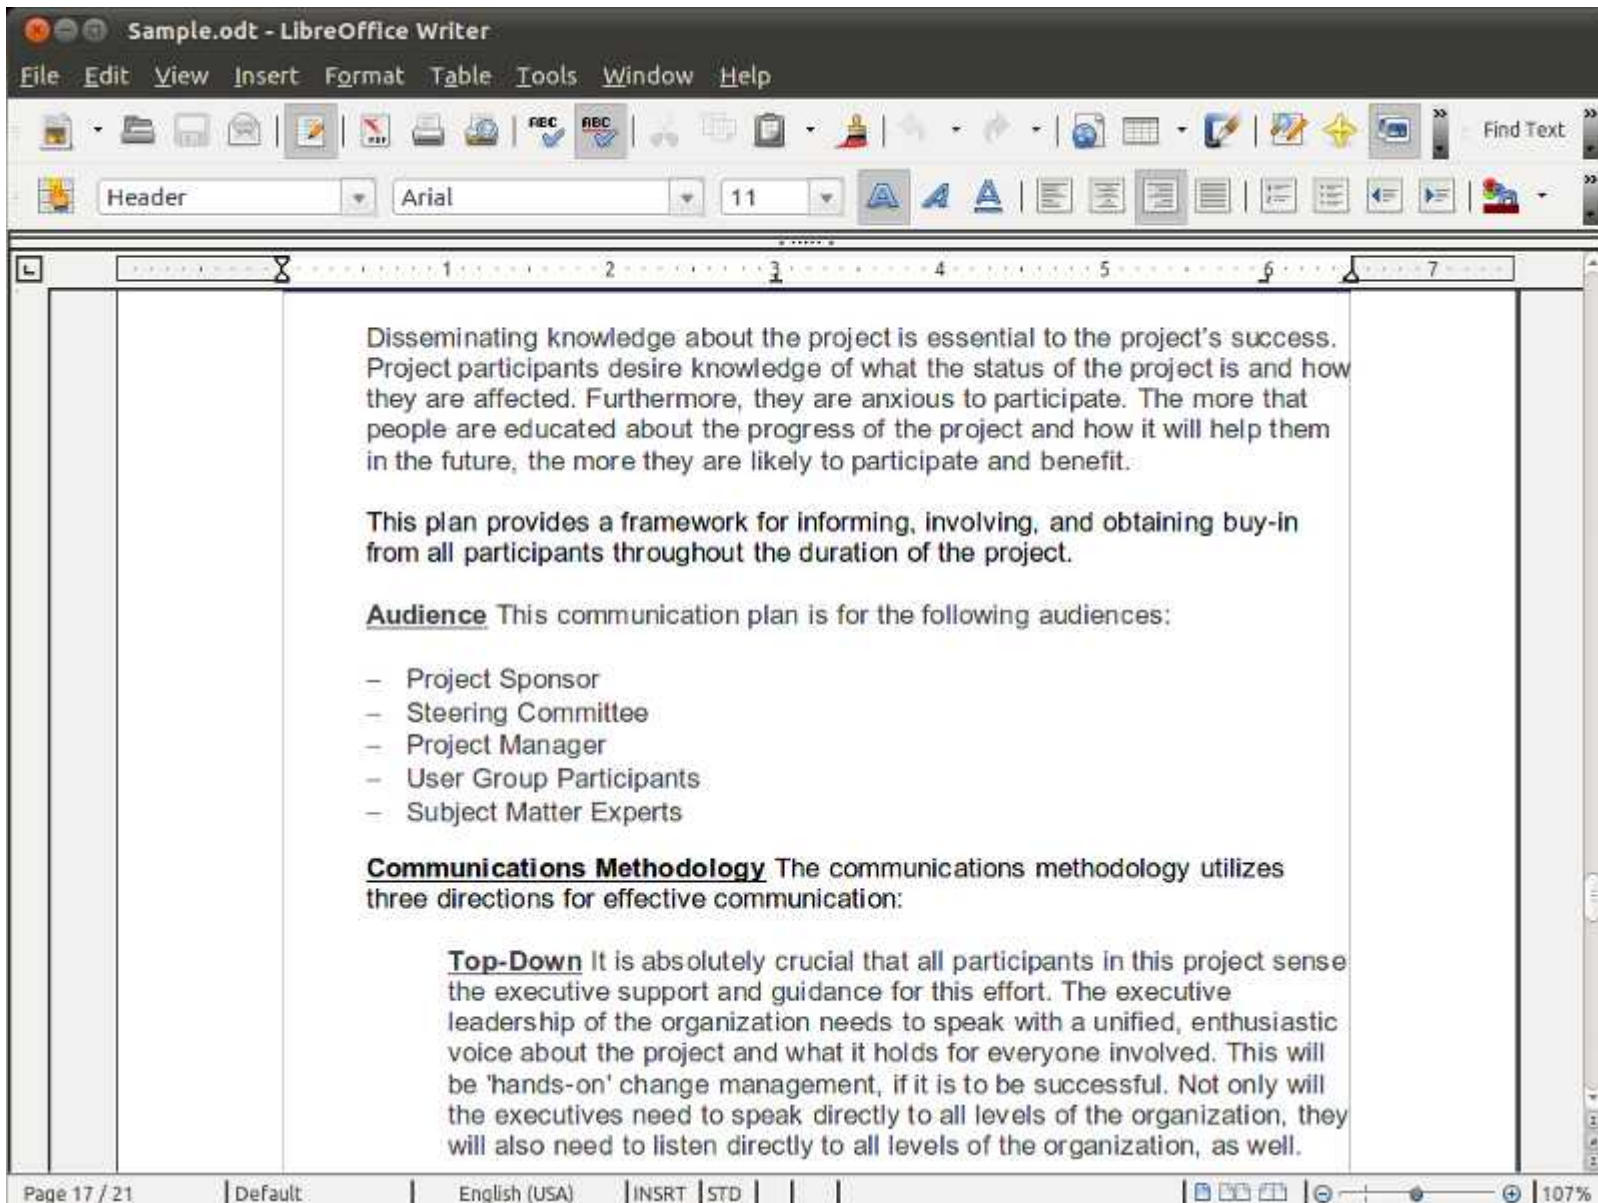 Sample.odt - LibreOffice Writer
File Edit View Insert Format Table Tools Window Help
Find Text
Header Arial 11
1 2 3 4 5 6 7
Disseminating knowledge about the project is essential to the project's success.
Project participants desire knowledge of what the status of the project is and how
they are affected. Furthermore, they are anxious to participate. The more that
people are educated about the progress of the project and how it will help them
in the future, the more they are likely to participate and benefit.
This plan provides a framework for informing, involving, and obtaining buy-in
from all participants throughout the duration of the project.
Audience This communication plan is for the following audiences:
– Project Sponsor
– Steering Committee
– Project Manager
– User Group Participants
– Subject Matter Experts
Communications Methodology The communications methodology utilizes
three directions for effective communication:
Top-Down It is absolutely crucial that all participants in this project sense
the executive support and guidance for this effort. The executive
leadership of the organization needs to speak with a unified, enthusiastic
voice about the project and what it holds for everyone involved. This will
be 'hands-on' change management, if it is to be successful. Not only will
the executives need to speak directly to all levels of the organization, they
will also need to listen directly to all levels of the organization, as well.
Page 17 / 21 Default English (USA) INSRT STD 107%